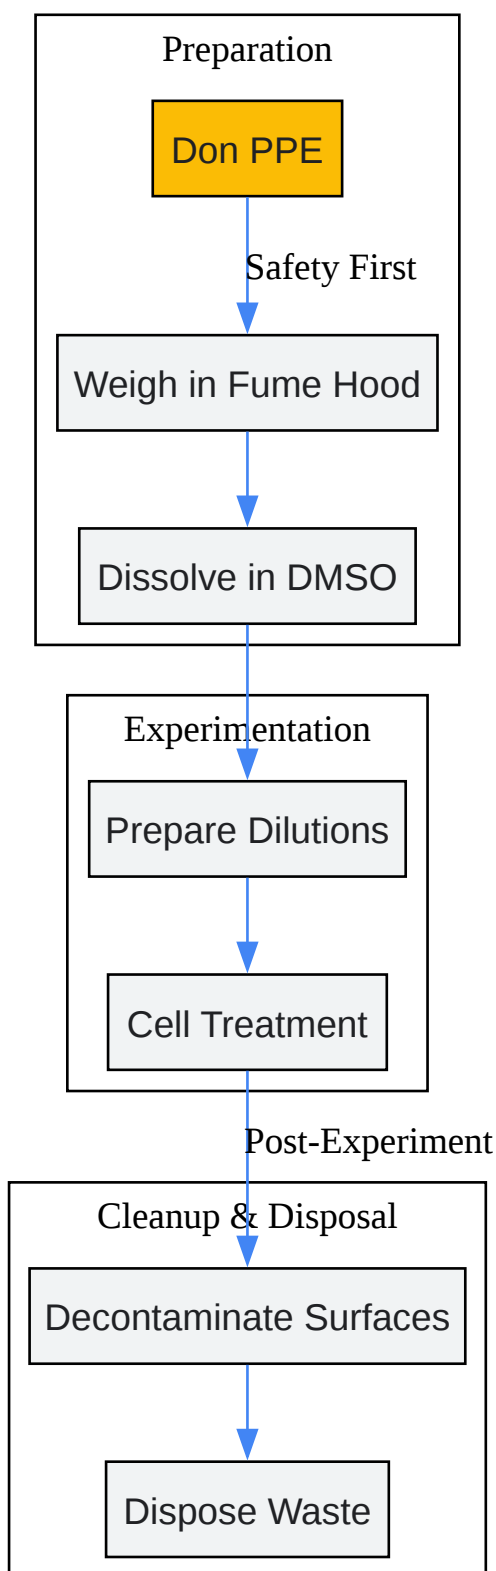 Preparation
Don PPE
Safety First
Weigh in Fume Hood
Dissolve in DMSO
Experimentation
Prepare Dilutions
Cell Treatment
Post-Experiment
Cleanup & Disposal
Decontaminate Surfaces
Dispose Waste